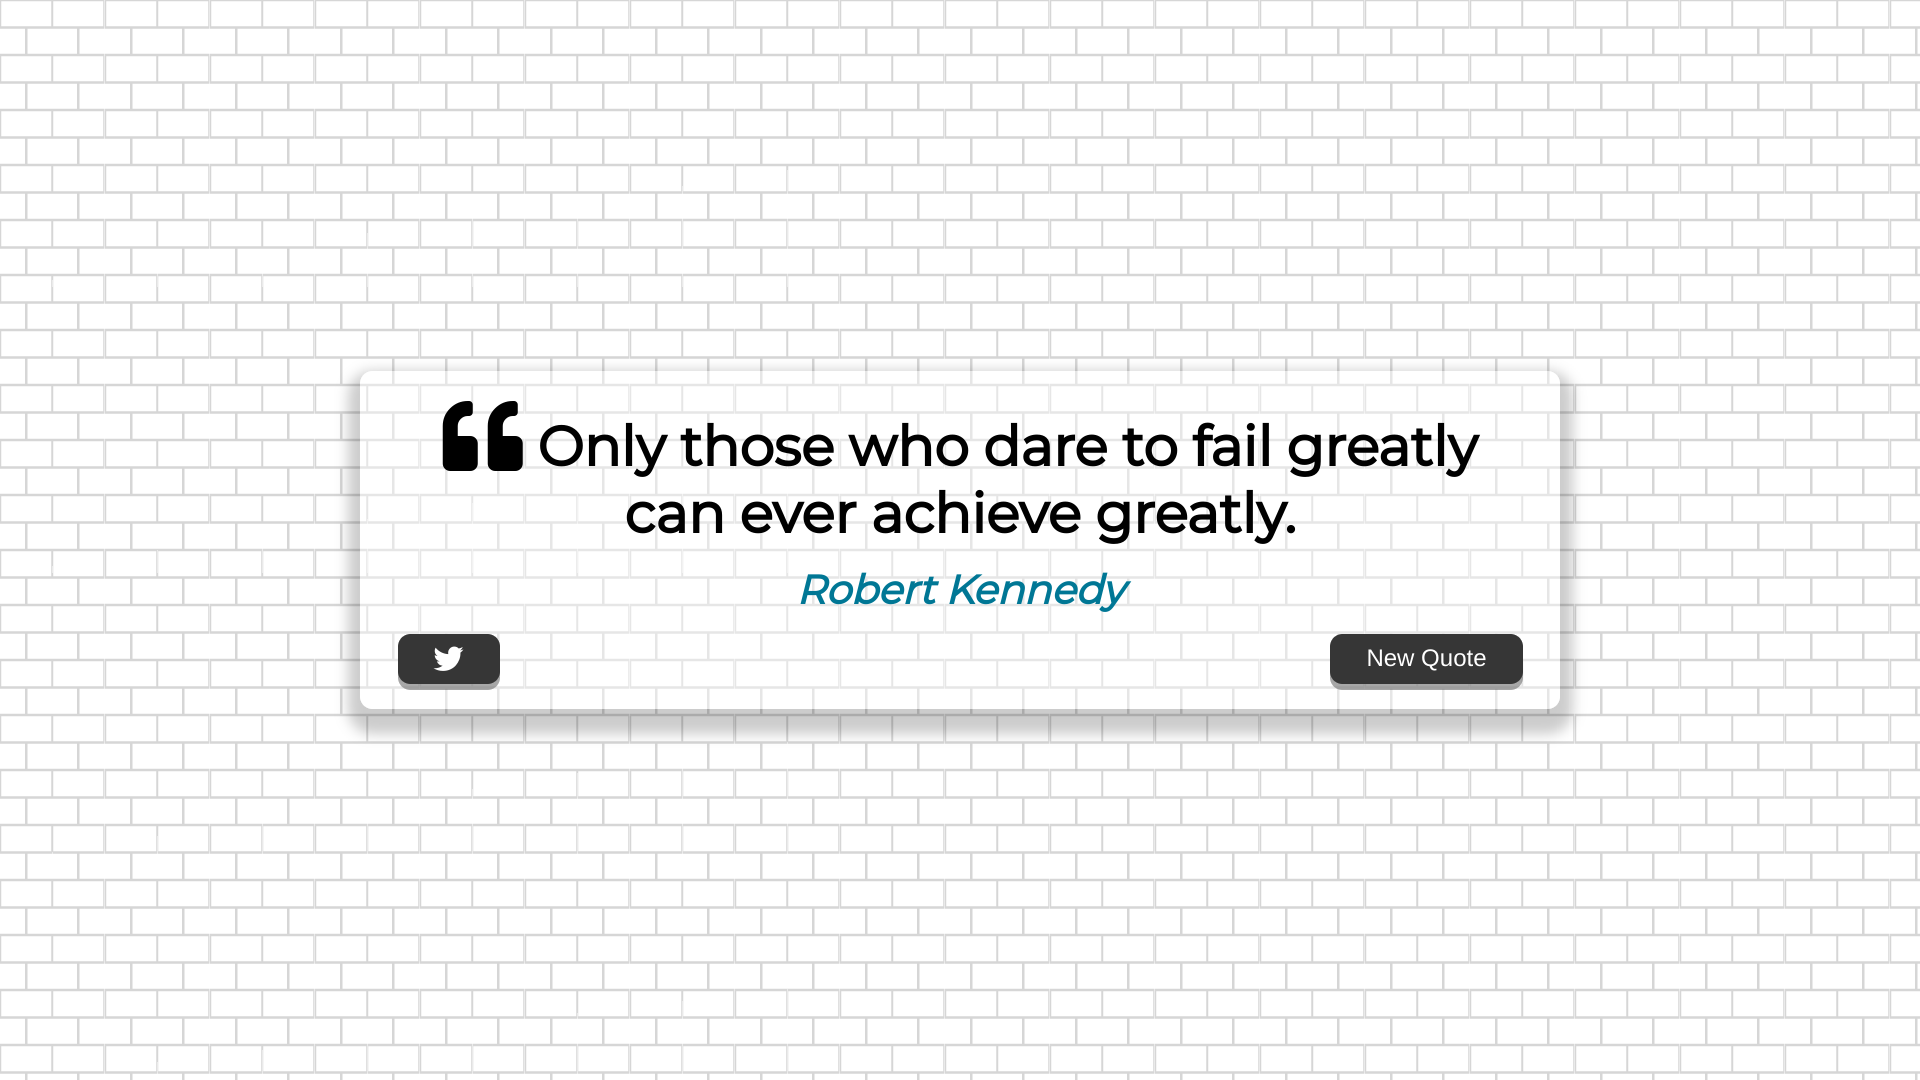 Only those who dare to fail greatly
can ever achieve greatly.
Robert Kennedy
New Quote